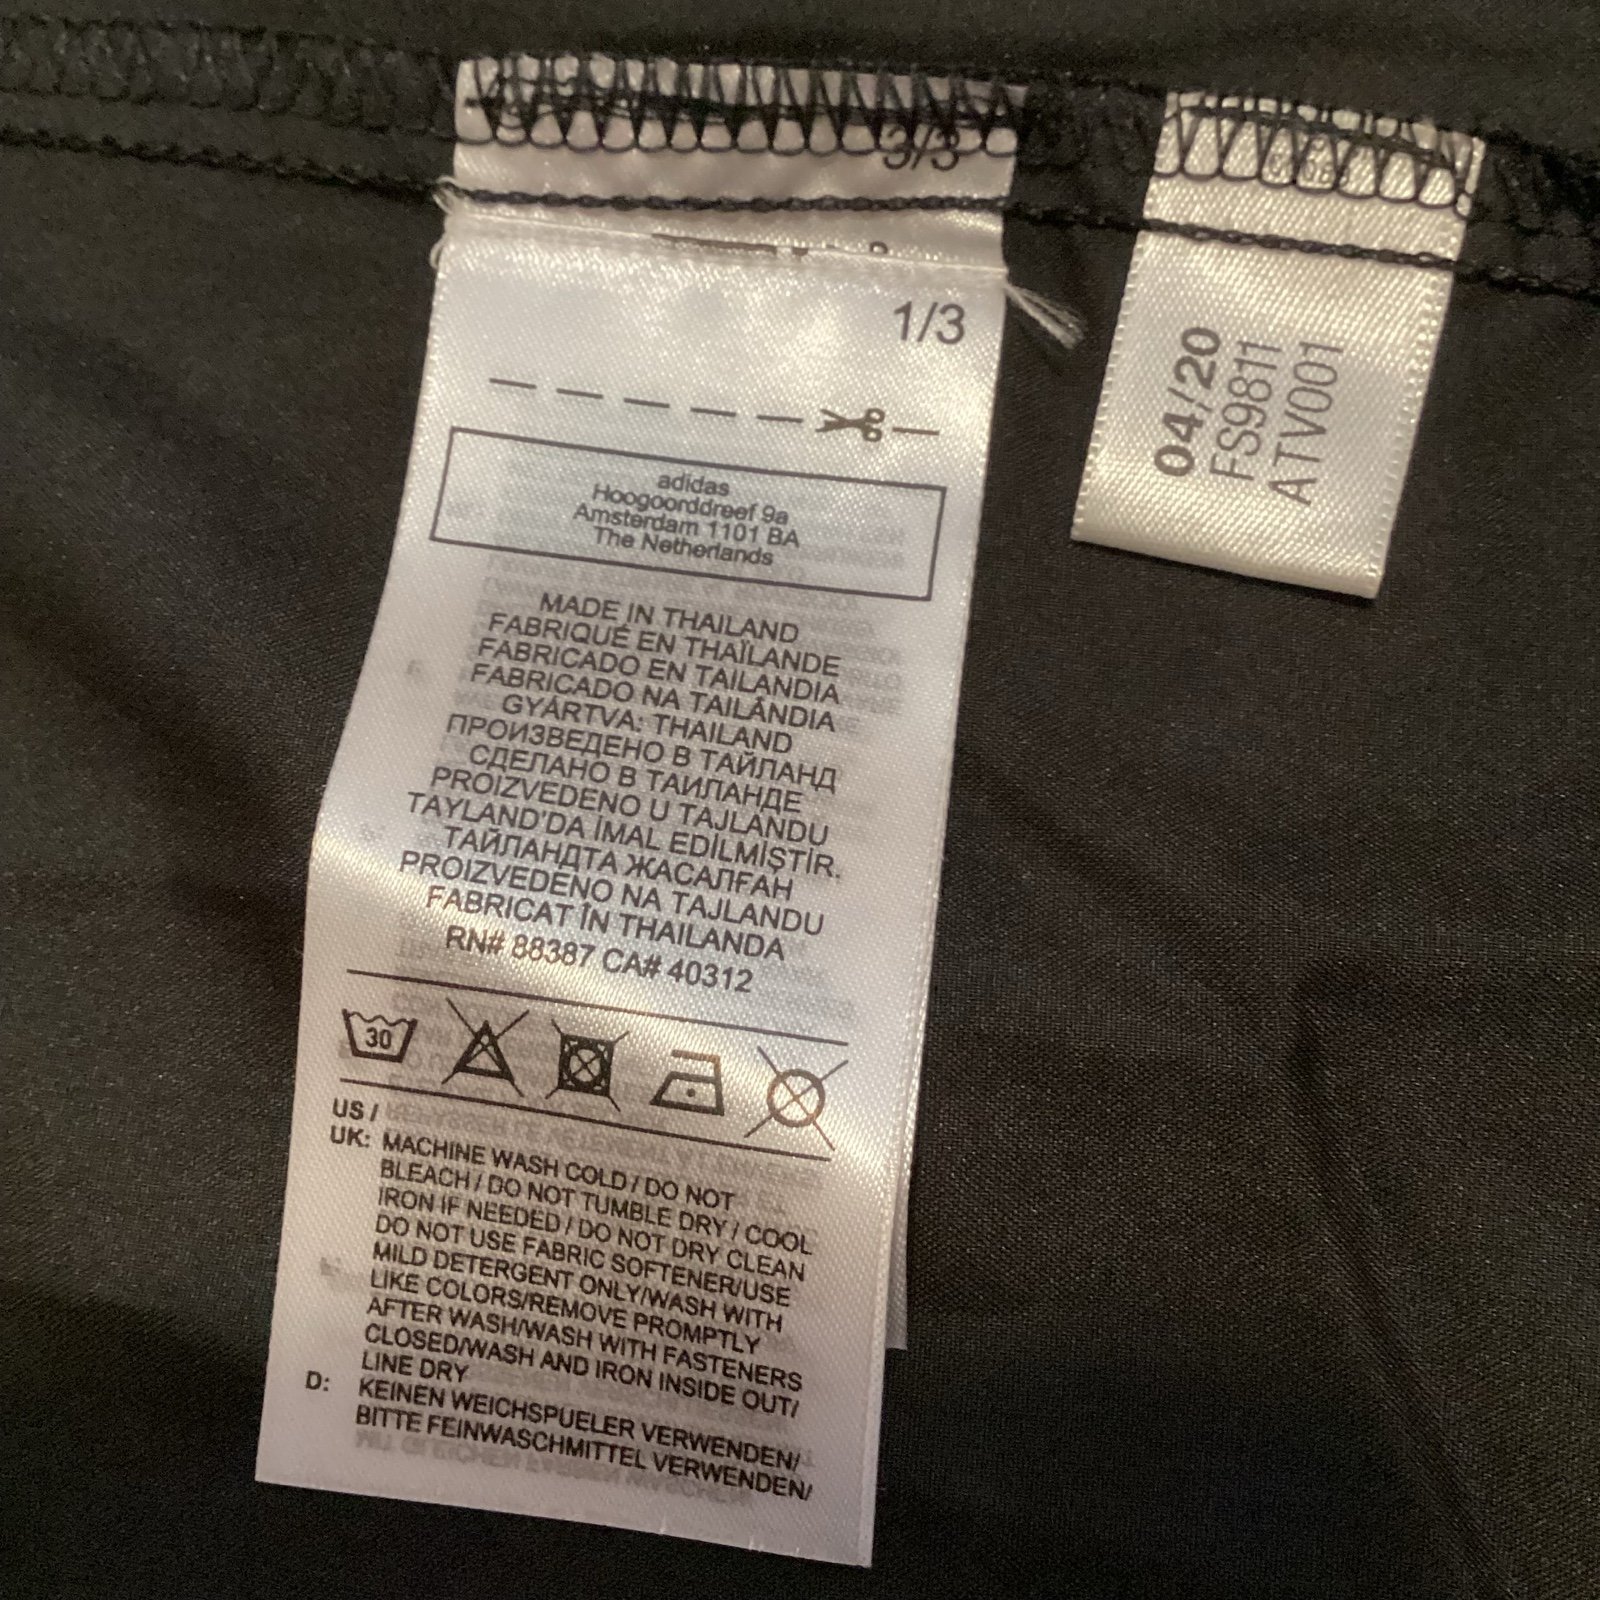 3/3
1/3
adidas
Hoogoorddreef 9a
Amsterdam 1101 BA
The Netherlands
MADE IN THAILAND
FABRIQUÉ EN THAÏLANDE
FABRICADO EN TAILANDIA
FABRICADO NA TAILÂNDIA
GYÁRTVA: THAILAND
ПРОИЗВЕДЕНО В ТАЙЛАНД
СДЕЛАНО В ТАИЛАНДЕ
PROIZVEDENO U TAJLANDU
TAYLAND'DA İMAL EDİLMİŞTİR.
ТАЙЛАНДТА ЖАСАЛҒАН
PROIZVEDENO NA TAJLANDU
FABRICAT ÎN THAILANDA
RN# 88387 CA# 40312
30
US /
UK: MACHINE WASH COLD / DO NOT
BLEACH / DO NOT TUMBLE DRY / COOL
IRON IF NEEDED / DO NOT DRY CLEAN
DO NOT USE FABRIC SOFTENER/USE
MILD DETERGENT ONLY/WASH WITH
LIKE COLORS/REMOVE PROMPTLY
AFTER WASH/WASH WITH FASTENERS
CLOSED/WASH AND IRON INSIDE OUT/
LINE DRY
D: KEINEN WEICHSPUELER VERWENDEN/
BITTE FEINWASCHMITTEL VERWENDEN/
04/20
FS9811
ATV001